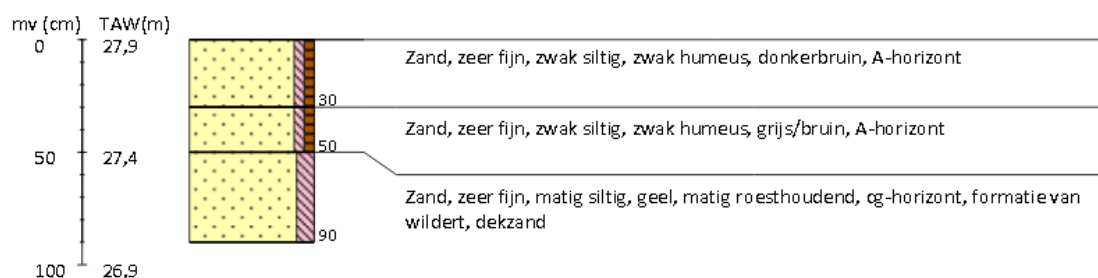 mv (cm) TAW(m)
0 27,9
Zand, zeer fijn, zwak siltig, zwak humeus, donkerbruin, A-horizont
30
Zand, zeer fijn, zwak siltig, zwak humeus, grijs/bruin, A-horizont
50
50 27,4
Zand, zeer fijn, matig siltig, geel, matig roesthoudend, cg-horizont, formatie van
wildert, dekzand
90
100 26,9